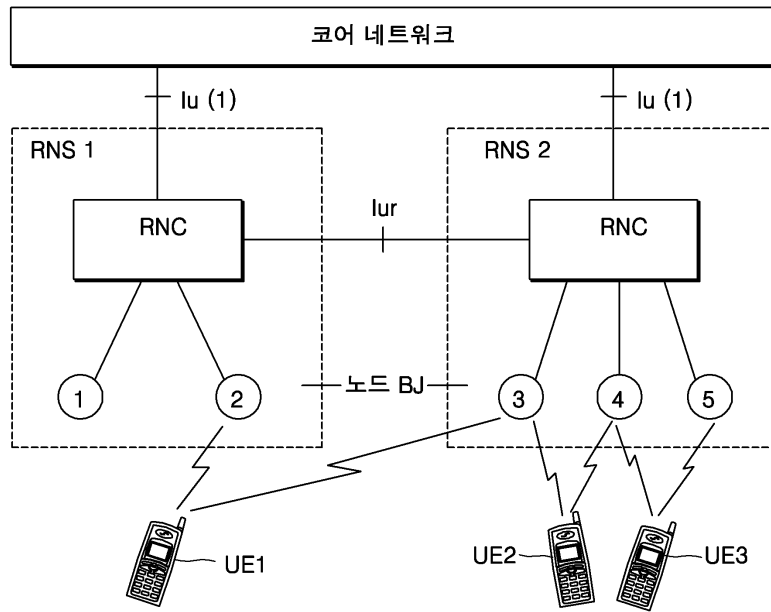 코어 네트워크
Iu (1)
Iu (1)
RNS 1
RNS 2
RNC
RNC
Iur
1
2
노드 BJ
3
4
5
UE1
UE2
UE3